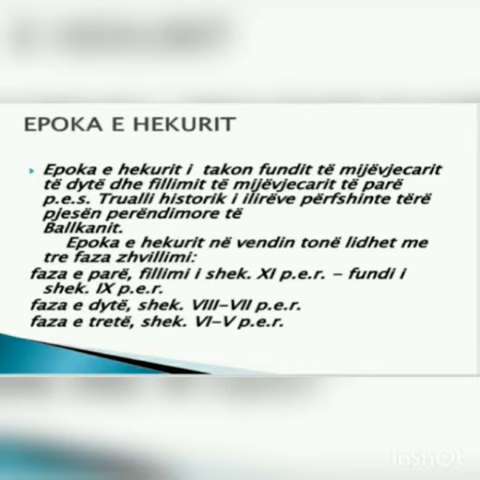 EPOKA E HEKURIT
Epoka e hekurit i takon fundit të mijëvjecarit
të dytë dhe fillimit të mijëvjecarit të parë
p.e.s. Trualli historik i ilirëve përfshinte tërë
pjesën perëndimore të
Ballkanit.
Epoka e hekurit në vendin tonë lidhet me
tre faza zhvillimi:
faza e parë, fillimi i shek. XI p.e.r. – fundi i
shek. IX p.e.r.
faza e dytë, shek. VIII–VII p.e.r.
faza e tretë, shek. VI–V p.e.r.
InshOt